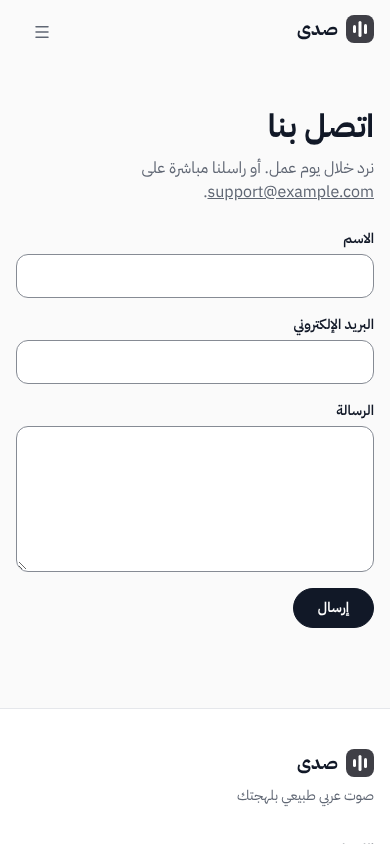 صدى
اتصل بنا
نرد خلال يوم عمل. أو راسلنا مباشرة على
support@example.com.
الاسم
البريد الإلكتروني
الرسالة
إرسال
صدى
صوت عربي طبيعي بلهجتك